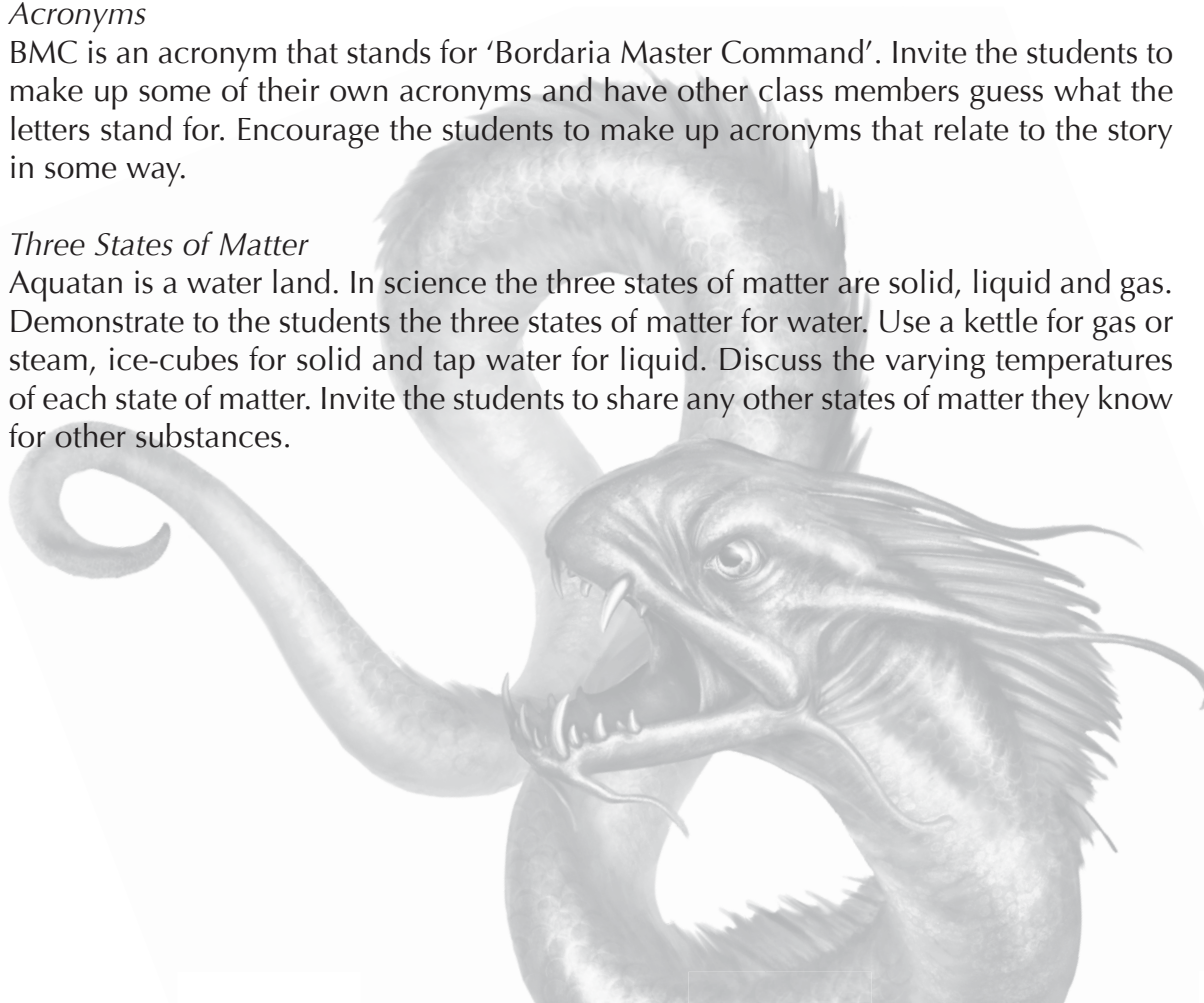 Acronyms
BMC is an acronym that stands for ‘Bordaria Master Command’. Invite the students to
make up some of their own acronyms and have other class members guess what the
letters stand for. Encourage the students to make up acronyms that relate to the story
in some way.
Three States of Matter
Aquatan is a water land. In science the three states of matter are solid, liquid and gas.
Demonstrate to the students the three states of matter for water. Use a kettle for gas or
steam, ice-cubes for solid and tap water for liquid. Discuss the varying temperatures
of each state of matter. Invite the students to share any other states of matter they know
for other substances.